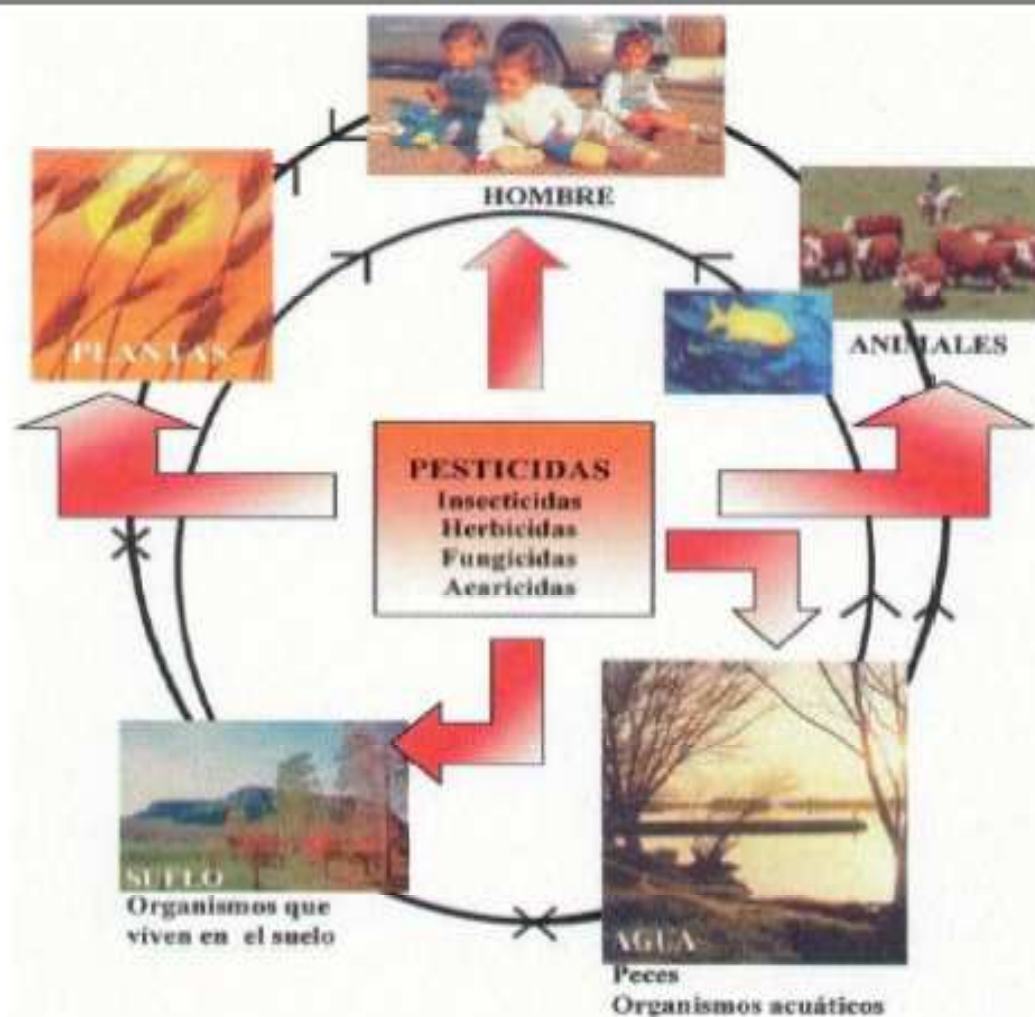 HOMBRE
PLANTAS
ANIMALES
PESTICIDAS
Insecticidas
Herbicidas
Fungicidas
Acaricidas
SUELO
Organismos que
viven en el suelo
AGUA
Peces
Organismos acuáticos